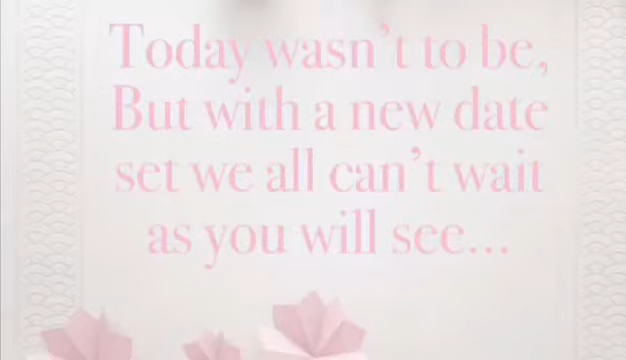 Today wasn't to be,
But with a new date
set we all can't wait
as you will see...